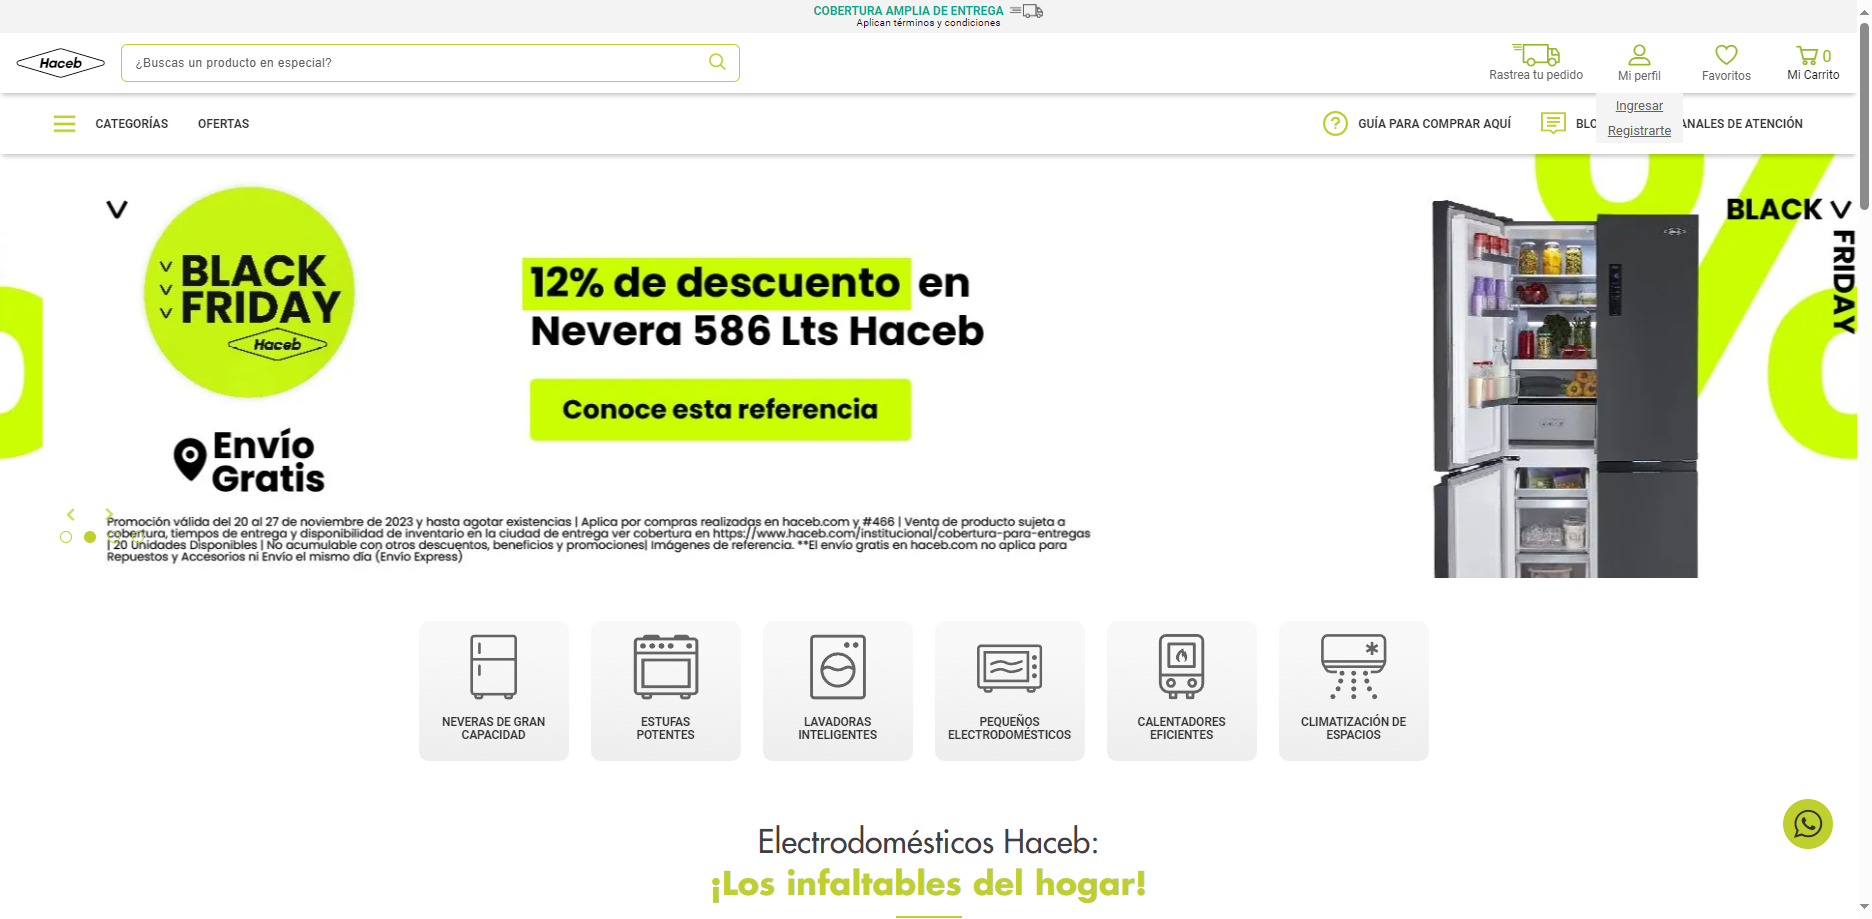 COBERTURA AMPLIA DE ENTREGA
Aplican términos y condiciones
Haceb
¿Buscas un producto en especial?
Rastrea tu pedido
Mi perfil
Favoritos
0
Mi Carrito
Ingresar
Registrarte
CATEGORÍAS
OFERTAS
GUÍA PARA COMPRAR AQUÍ
BLO
ANALES DE ATENCIÓN
BLACK
FRIDAY
Haceb
Envío
Gratis
12% de descuento en
Nevera 586 Lts Haceb
Conoce esta referencia
BLACK
FRIDAY
Promoción válida del 20 al 27 de noviembre de 2023 y hasta agotar existencias | Aplica por compras realizadas en haceb.com y #466 | Venta de producto sujeta a
cobertura, tiempos de entrega y disponibilidad de inventario en la ciudad de entrega ver cobertura en https://www.haceb.com/institucional/cobertura-para-entregas
| 20 Unidades Disponibles | No acumulable con otros descuentos, beneficios y promociones| Imágenes de referencia. **El envío gratis en haceb.com no aplica para
Repuestos y Accesorios ni Envío el mismo día (Envío Express)
NEVERAS DE GRAN
CAPACIDAD
ESTUFAS
POTENTES
LAVADORAS
INTELIGENTES
PEQUEÑOS
ELECTRODOMÉSTICOS
CALENTADORES
EFICIENTES
CLIMATIZACIÓN DE
ESPACIOS
Electrodomésticos Haceb:
¡Los infaltables del hogar!